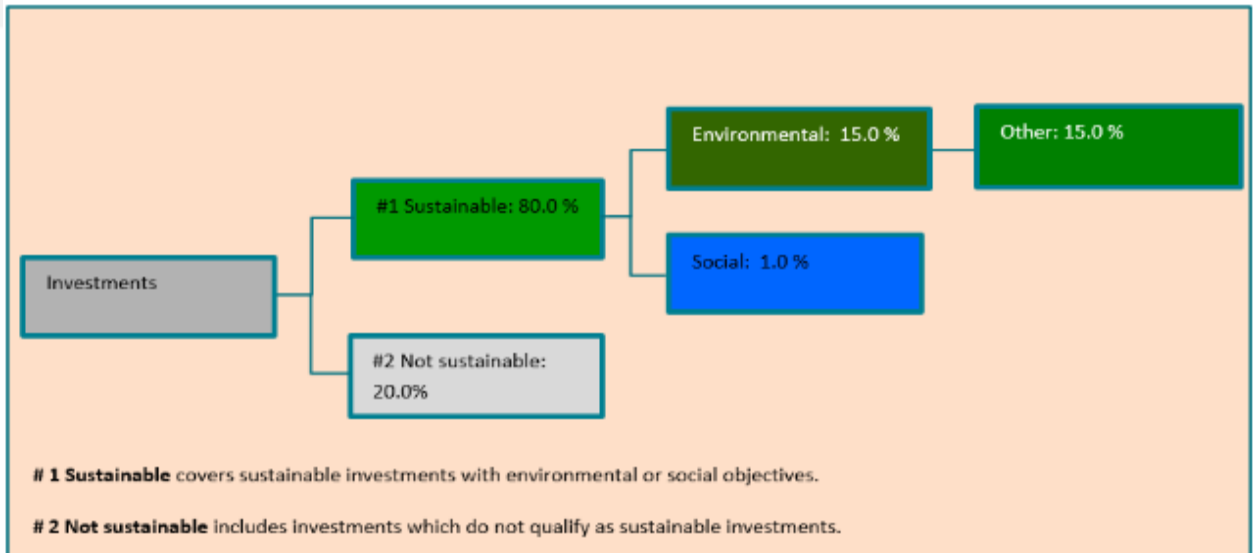 Environmental:  15.0 %
Other: 15.0 %
#1 Sustainable: 80.0 %
Social:  1.0 %
Investments
#2 Not sustainable:
20.0%
# 1 Sustainable covers sustainable investments with environmental or social objectives.
# 2 Not sustainable includes investments which do not qualify as sustainable investments.